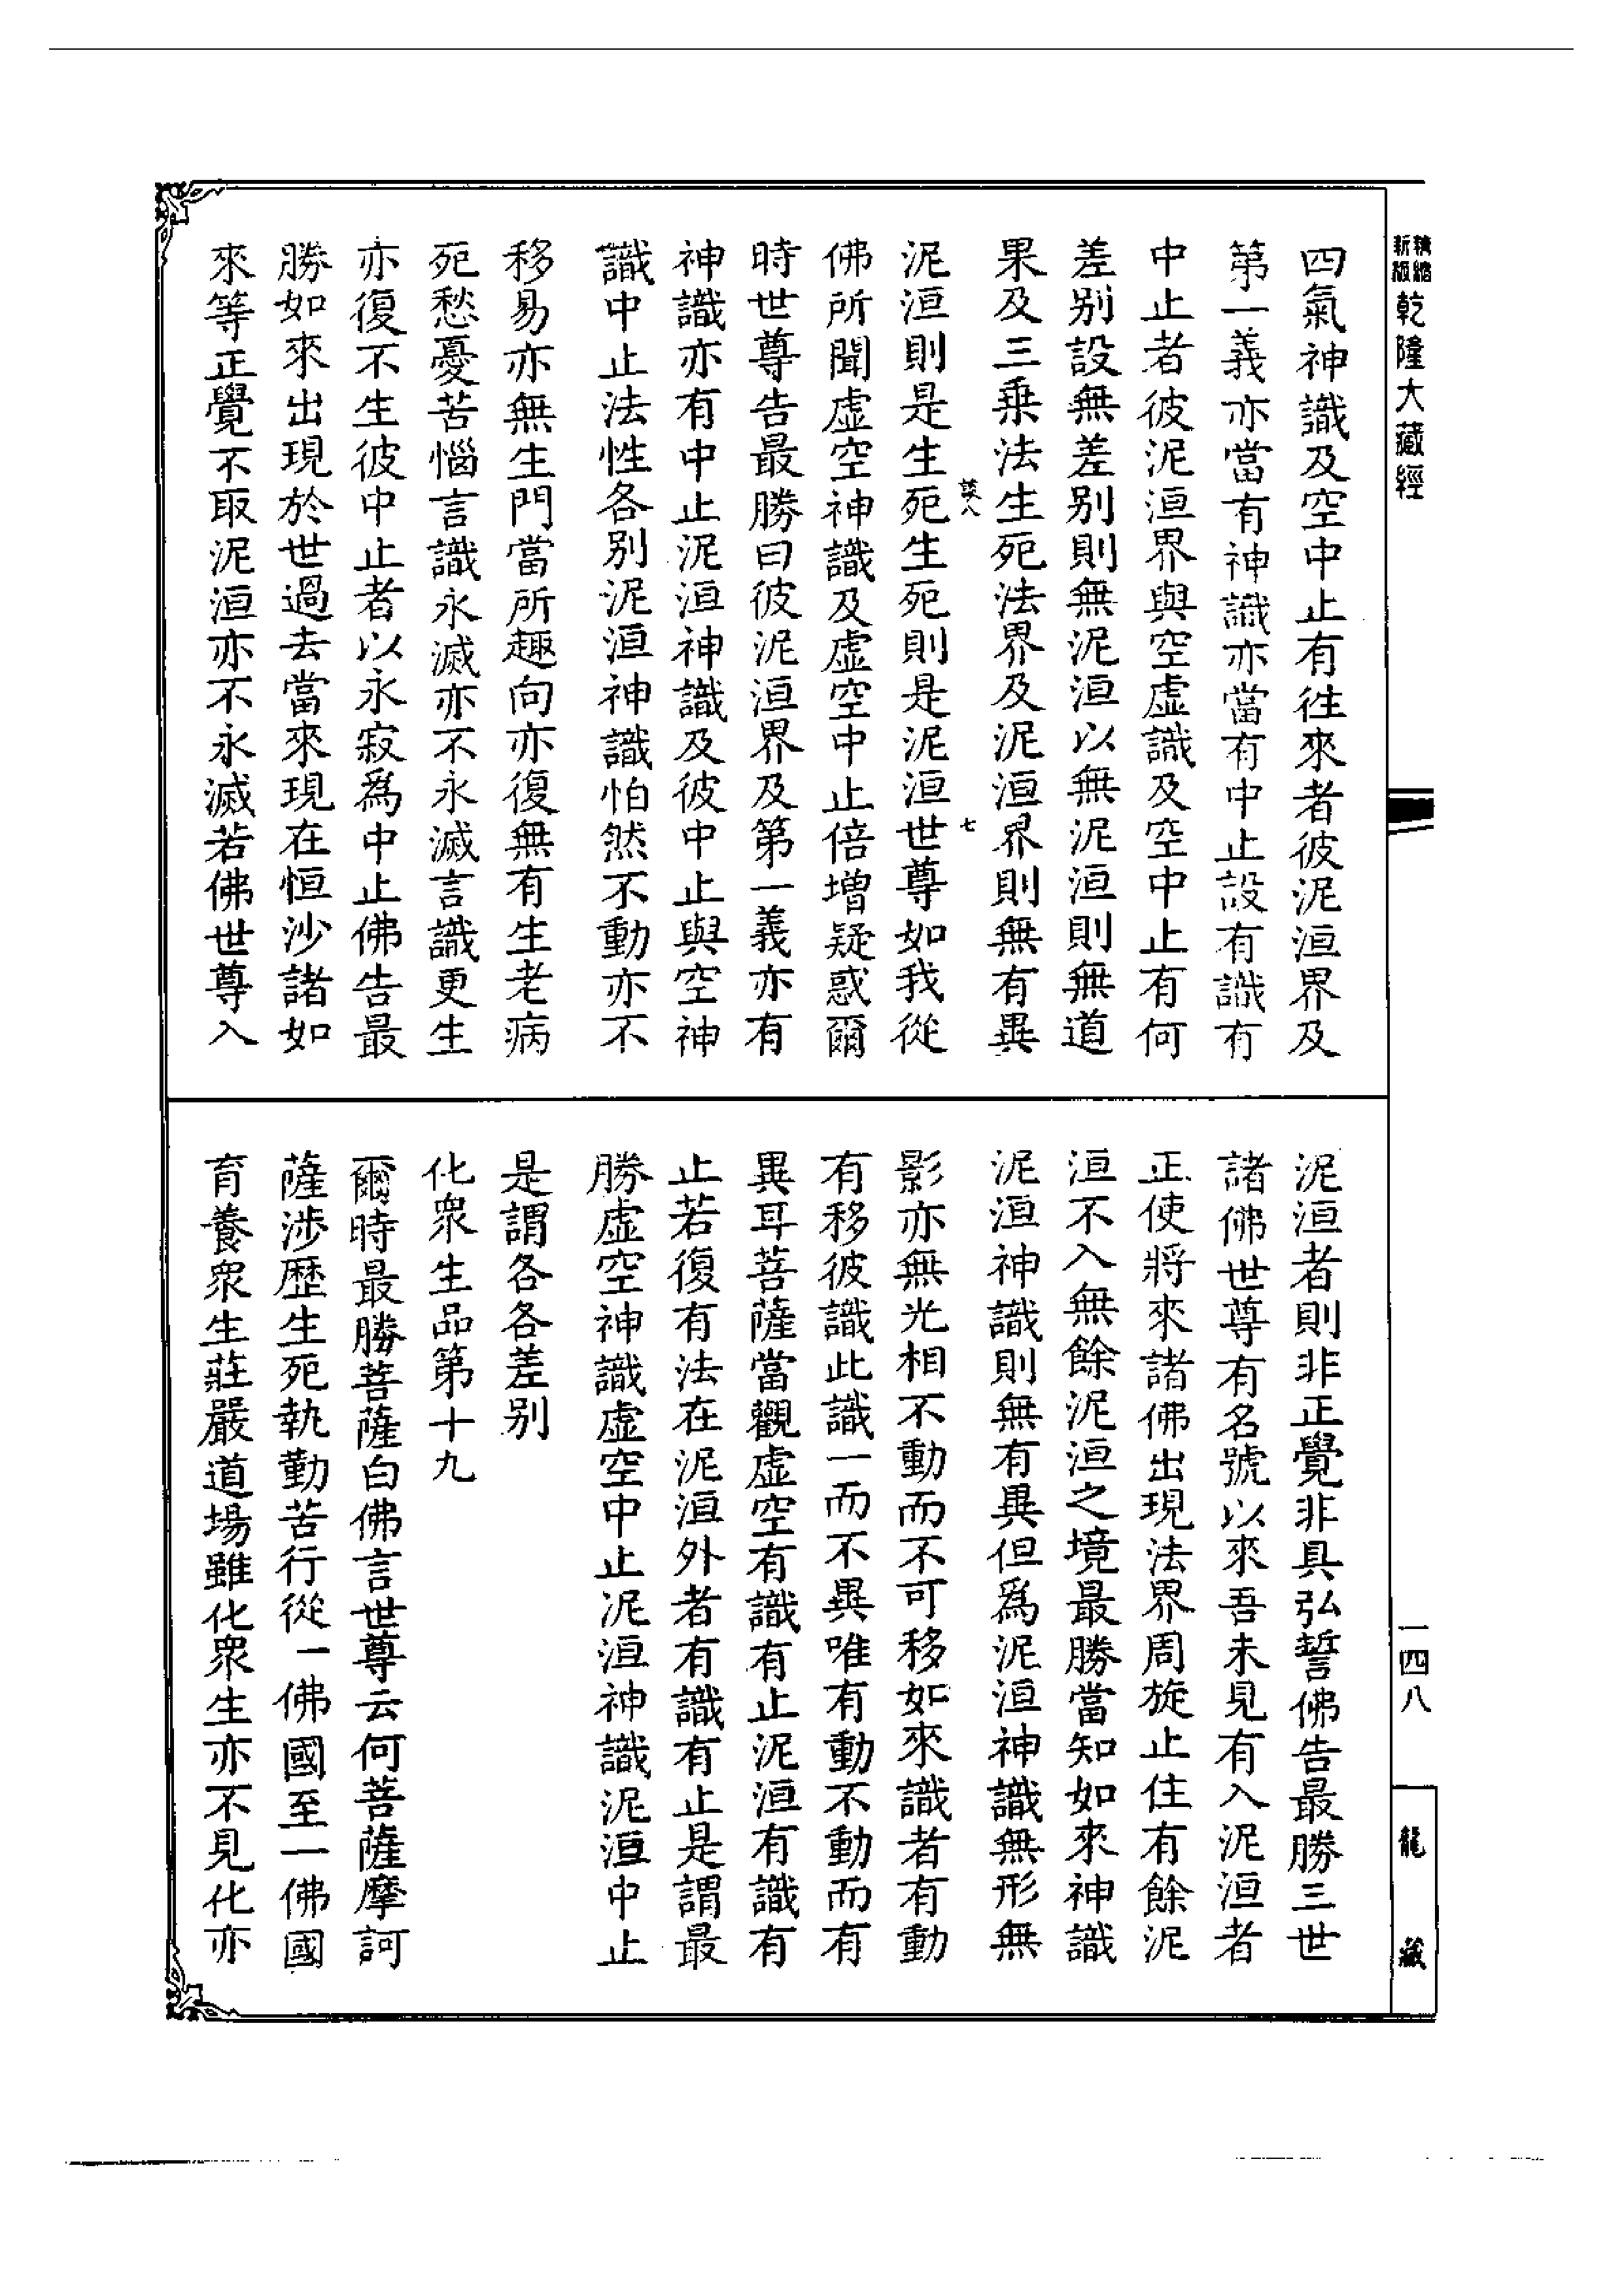 精縮新版乾隆大藏經
四氣神識及空中止有往來者彼泥洹界及
第一義亦當有神識亦當有中止設有識有
中止者彼泥洹界與空虛識及空中止有何
差別設無差別則無泥洹以無泥洹則無道
果及三乗法生死法界及泥洹界則無有異
談八 七
泥洹則是生死生死則是泥洹世尊如我從
佛所聞虛空神識及虛空中止倍增疑惑爾
時世尊告最勝曰彼泥洹界及第一義亦有
神識亦有中止泥洹神識及彼中止與空神
識中止法性各別泥洹神識怕然不動亦不
移易亦無生門當所趣向亦復無有生老病
死愁憂苦惱言識永滅亦不永滅言識更生
亦復不生彼中止者以永寂爲中止佛告最
勝如來出現於世過去當來現在恒沙諸如
來等正覺不取泥洹亦不永滅若佛世尊入
泥洹者則非正覺非具弘誓佛告最勝三世
諸佛世尊有名號以來吾未見有入泥洹者
正使將來諸佛出現法界周旋止住有餘泥
洹不入無餘泥洹之境最勝當知如來神識
泥洹神識則無有異但爲泥洹神識無形無
影亦無光相不動而不可移如來識者有動
有移彼識此識一而不異唯有動不動而有
異耳菩薩當觀虛空有識有止泥洹有識有
止若復有法在泥洹外者有識有止是謂最
勝虛空神識虛空中止泥洹神識泥洹中止
是謂各各差別
化衆生品第十九
爾時最勝菩薩白佛言世尊云何菩薩摩訶
薩涉歷生死執勤苦行從一佛國至一佛國
育養衆生莊嚴道場雖化衆生亦不見化亦
一四八
龍藏